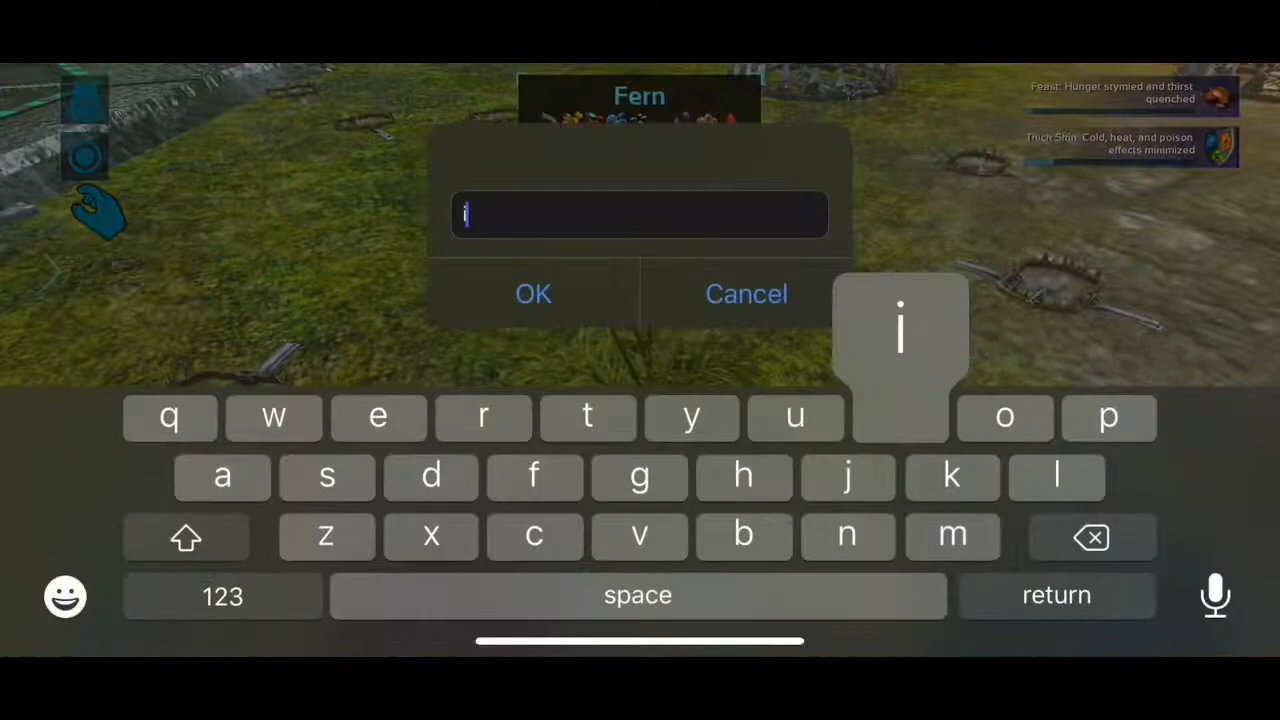 Fern
Feast: Hunger stymied and thirst
quenched
Thick Skin: Cold, heat, and poison
effects minimized
i
OK Cancel
i
q w e r t y u o p
a s d f g h j k l
z x c v b n m
123 space return